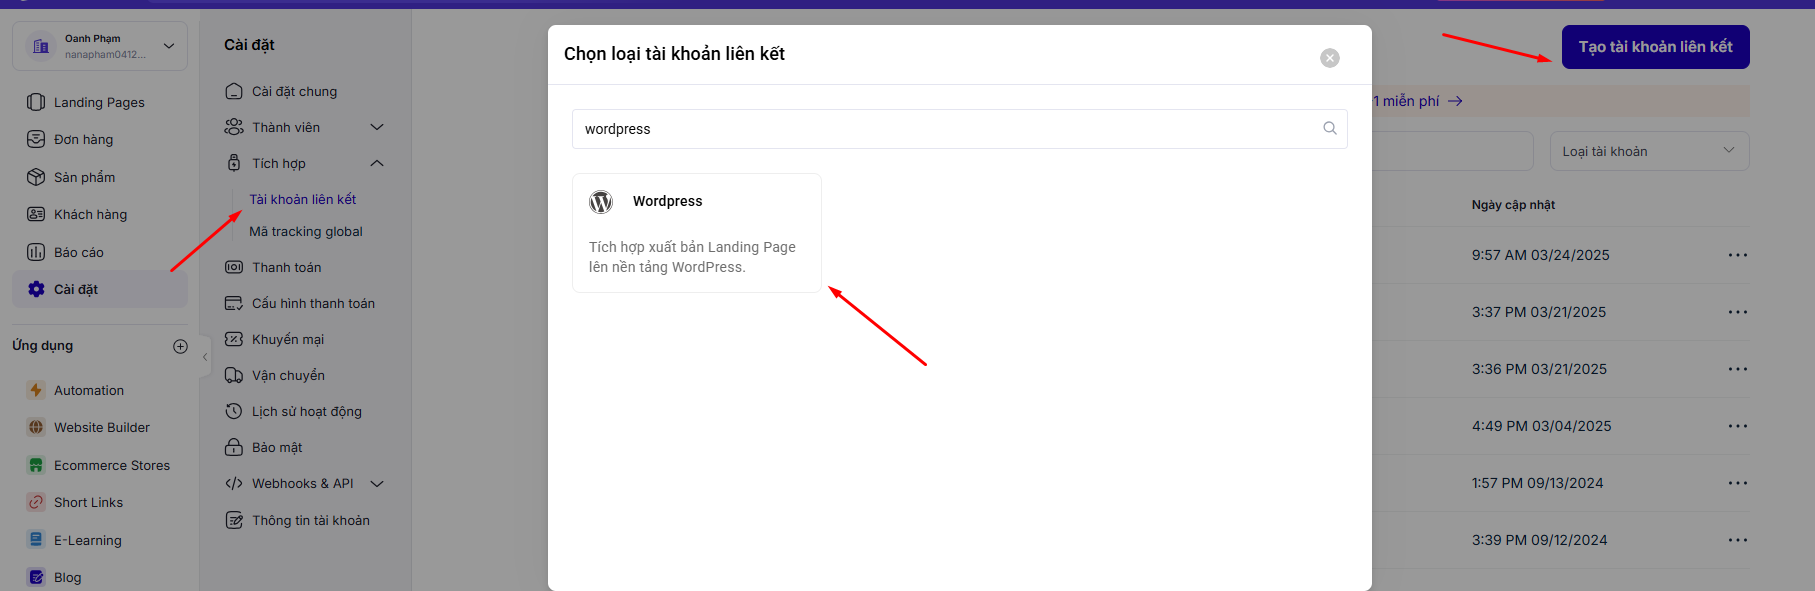 Oanh Phạm
nanapham0412...
Landing Pages
Đơn hàng
Sản phẩm
Khách hàng
Báo cáo
Cài đặt
Ứng dụng
Automation
Website Builder
Ecommerce Stores
Short Links
E-Learning
Blog
Cài đặt
Cài đặt chung
Thành viên
Tích hợp
Tài khoản liên kết
Mã tracking global
Thanh toán
Cấu hình thanh toán
Khuyến mại
Vận chuyển
Lịch sử hoạt động
Bảo mật
Webhooks & API
Thông tin tài khoản
Chọn loại tài khoản liên kết
wordpress
Wordpress
Tích hợp xuất bản Landing Page
lên nền tảng WordPress.
Tạo tài khoản liên kết
1 miễn phí
Loại tài khoản
Ngày cập nhật
9:57 AM 03/24/2025
3:37 PM 03/21/2025
3:36 PM 03/21/2025
4:49 PM 03/04/2025
1:57 PM 09/13/2024
3:39 PM 09/12/2024